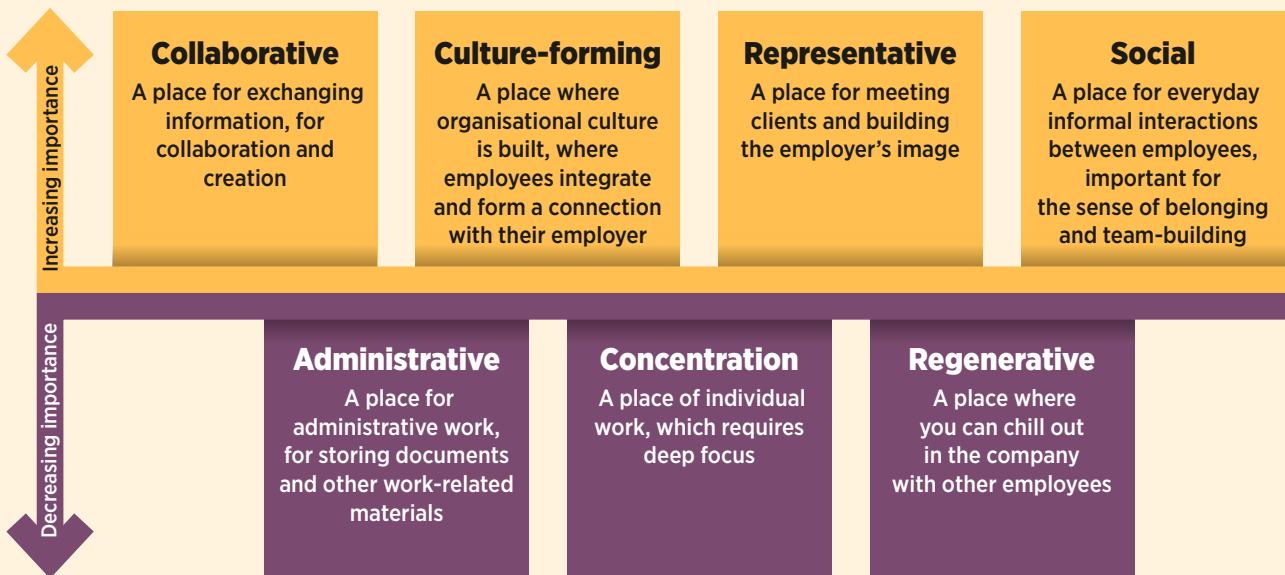 Increasing importance
Collaborative
A place for exchanging
information, for
collaboration and
creation
Culture-forming
A place where
organisational culture
is built, where
employees integrate
and form a connection
with their employer
Representative
A place for meeting
clients and building
the employer’s image
Social
A place for everyday
informal interactions
between employees,
important for
the sense of belonging
and team-building
Decreasing importance
Administrative
A place for
administrative work,
for storing documents
and other work-related
materials
Concentration
A place of individual
work, which requires
deep focus
Regenerative
A place where
you can chill out
in the company
with other employees